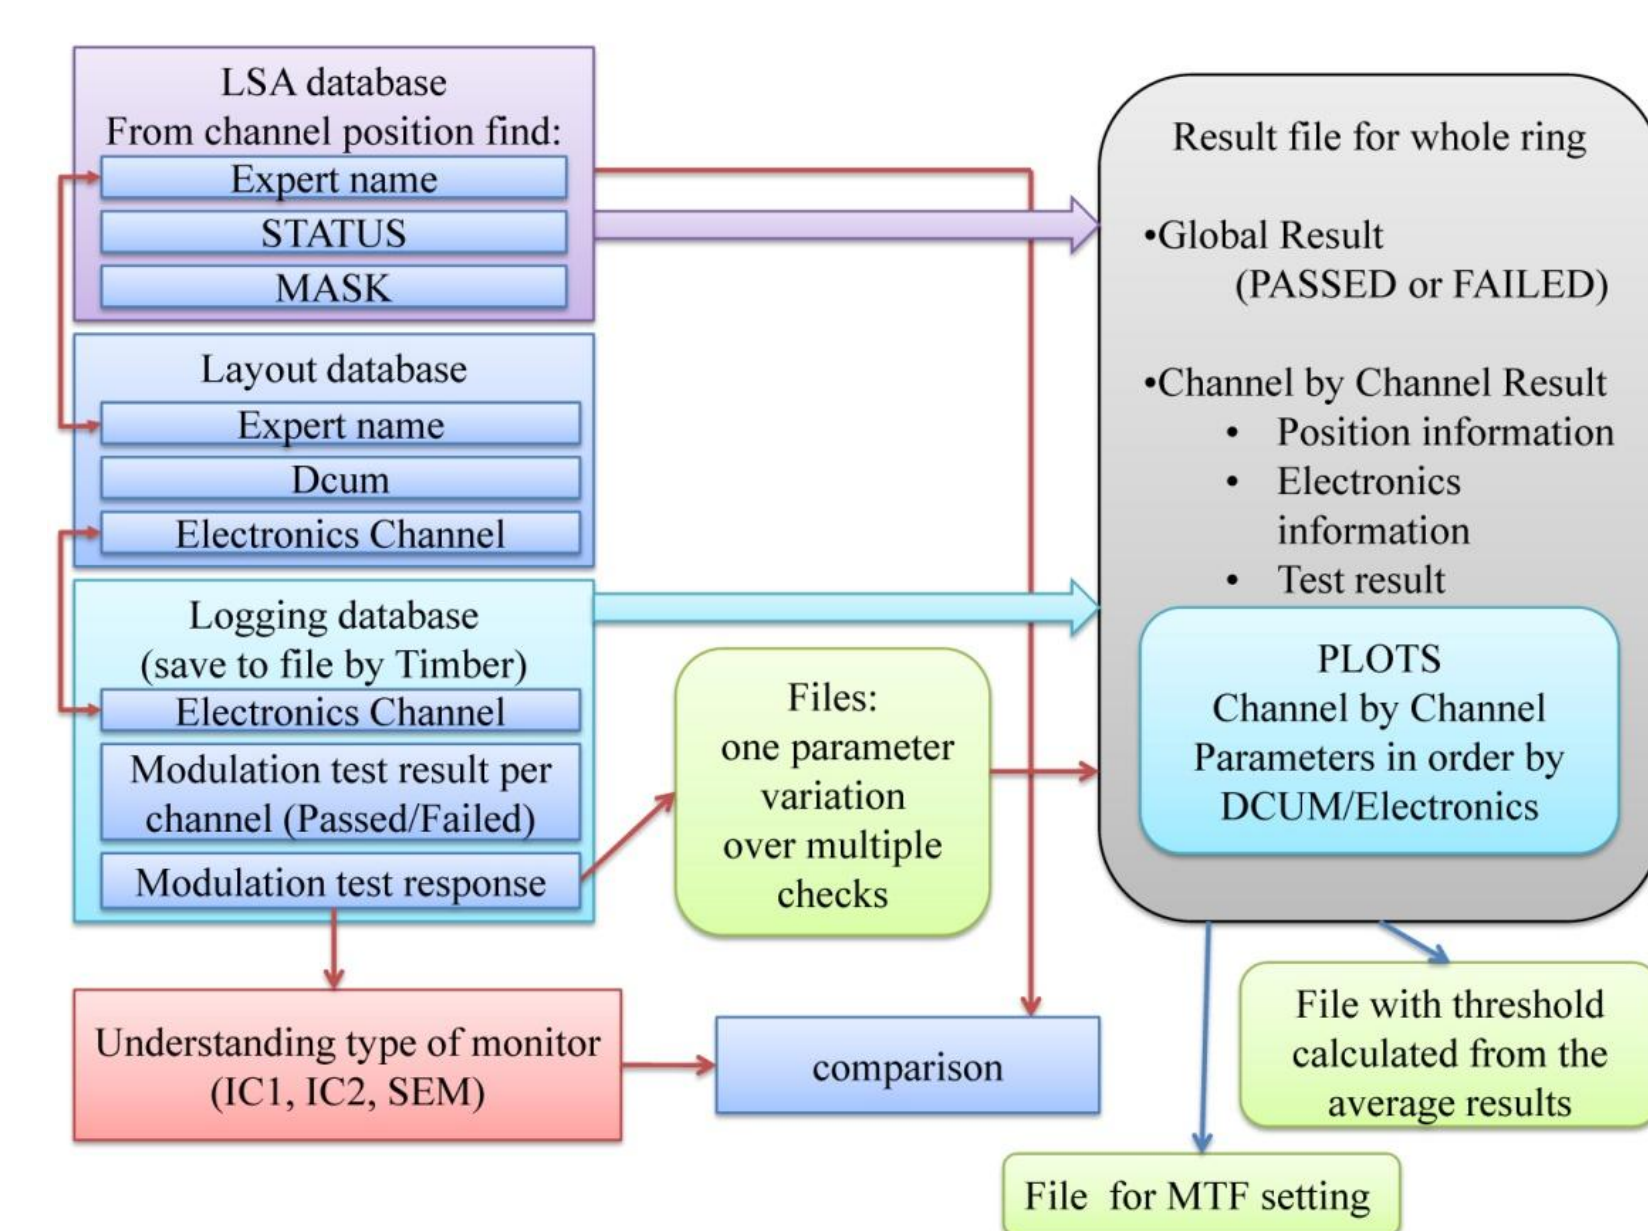 LSA database
From channel position find:
Expert name
STATUS
MASK
Layout database
Expert name
Dcum
Electronics Channel
Logging database
(save to file by Timber)
Electronics Channel
Modulation test result per
channel (Passed/Failed)
Modulation test response
Understanding type of monitor
(IC1, IC2, SEM)
Files:
one parameter
variation
over multiple
checks
comparison
Result file for whole ring
•Global Result
(PASSED or FAILED)
•Channel by Channel Result
• Position information
• Electronics
information
• Test result
PLOTS
Channel by Channel
Parameters in order by
DCUM/Electronics
File with threshold
calculated from the
average results
File for MTF setting